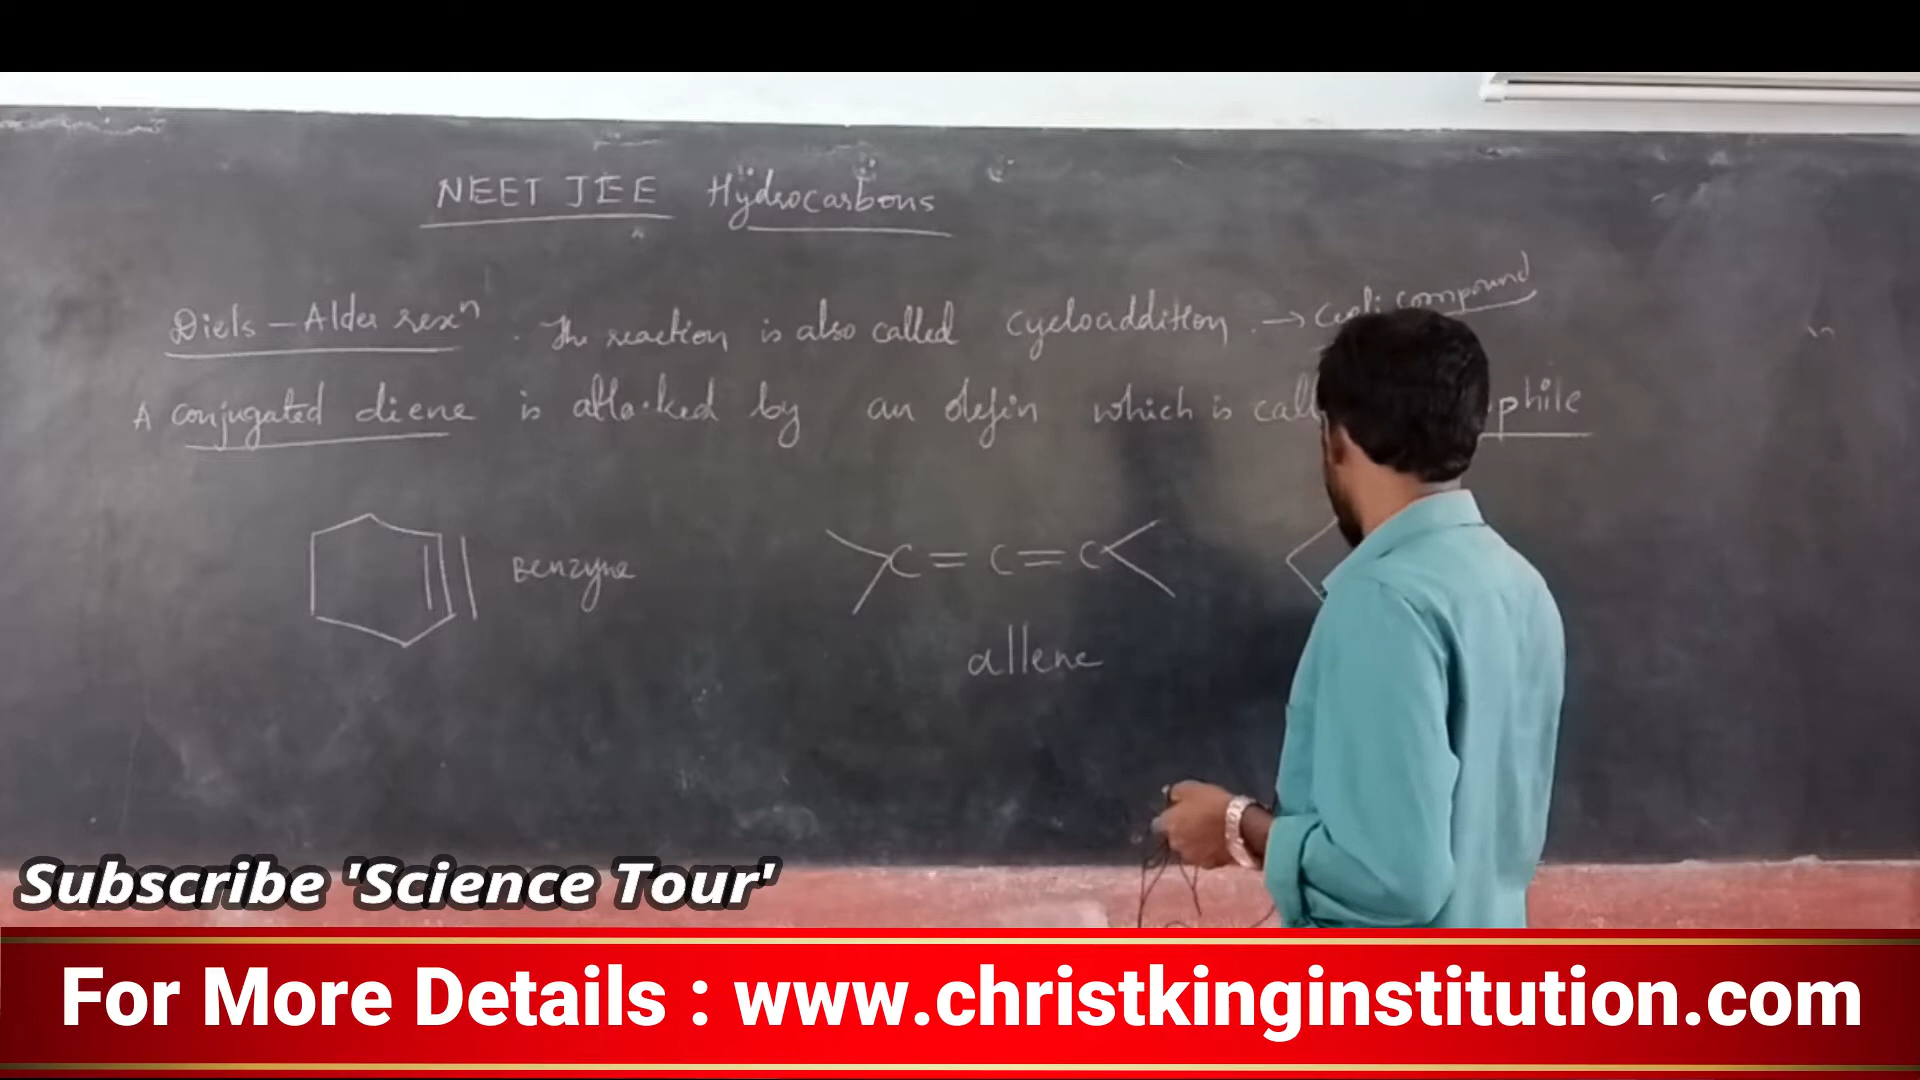 NEET JEE Hydrocarbons
Diels - Alder rexn . The reaction is also called cycloaddition . → compound
A conjugated diene is attacked by an olefin which is call phile
Benzyne
C = C = C
allene
Subscribe 'Science Tour'
For More Details : www.christkinginstitution.com